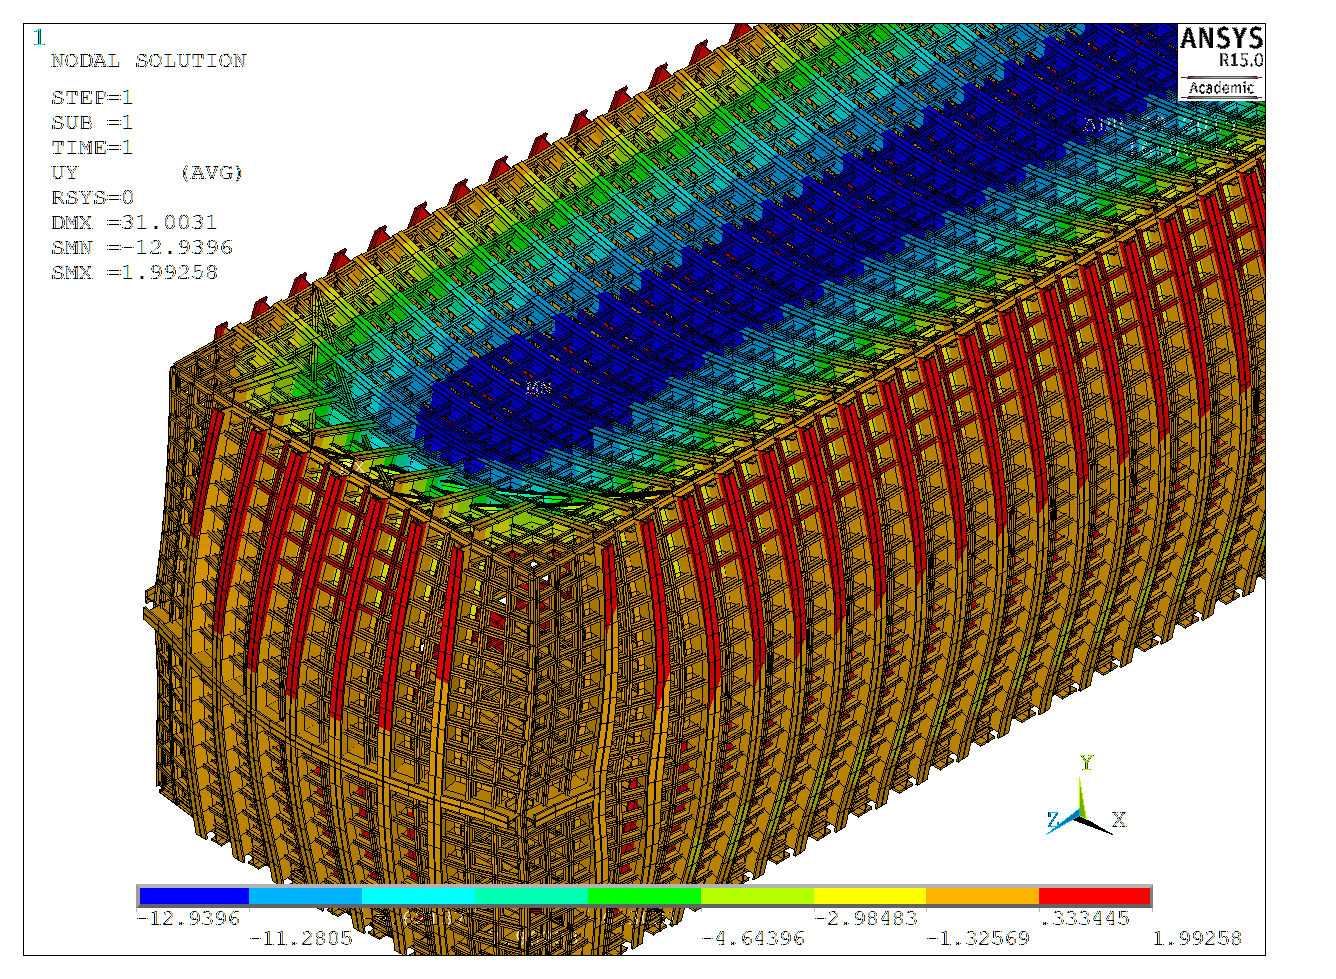 1
NODAL SOLUTION
STEP=1
SUB =1
TIME=1
UY (AVG)
RSYS=0
DMX =31.0031
SMN =-12.9396
SMX =1.99258
ANSYS
R15.0
Academic
MN
Y
Z X
-12.9396 -2.98483 .333445
-11.2805 -4.64396 -1.32569 1.99258